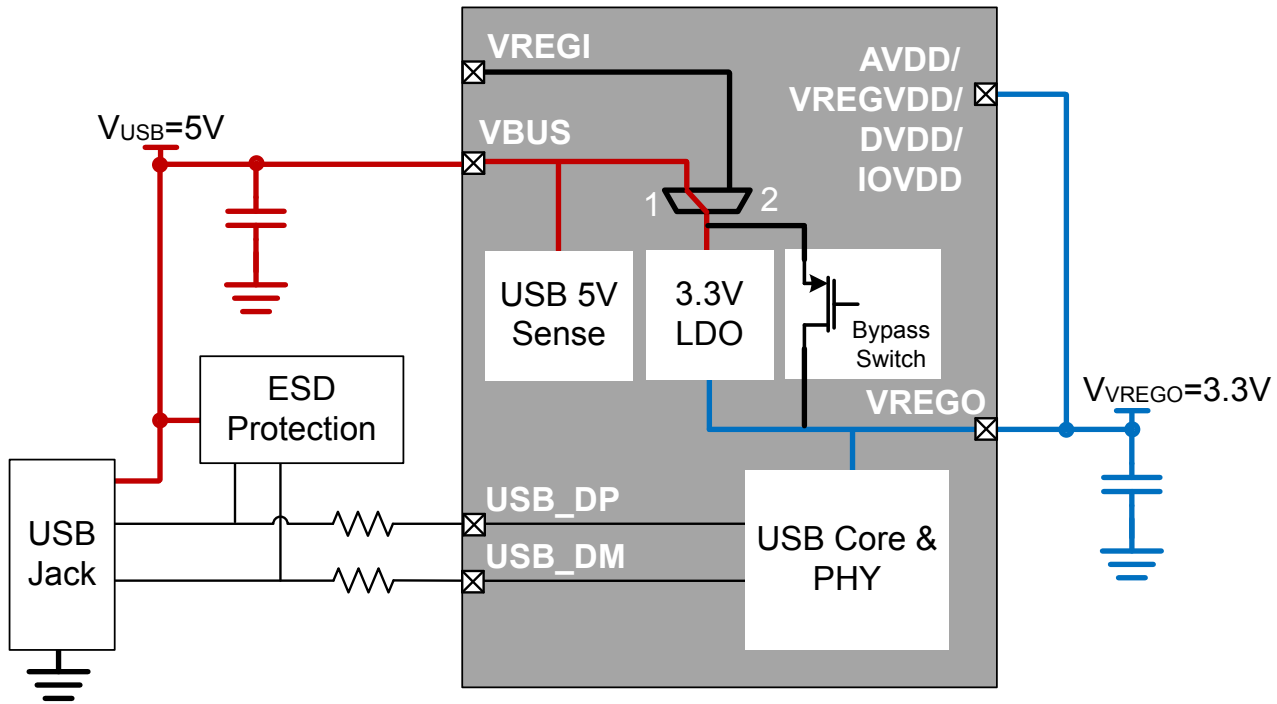 VREGI
AVDD/
VREGVDD/
DVDD/
IOVDD
VUSB=5V
VBUS
1
2
USB 5V
Sense
3.3V
LDO
Bypass
Switch
ESD
Protection
VREGO
VVREGO=3.3V
USB
Jack
USB_DP
USB_DM
USB Core &
PHY